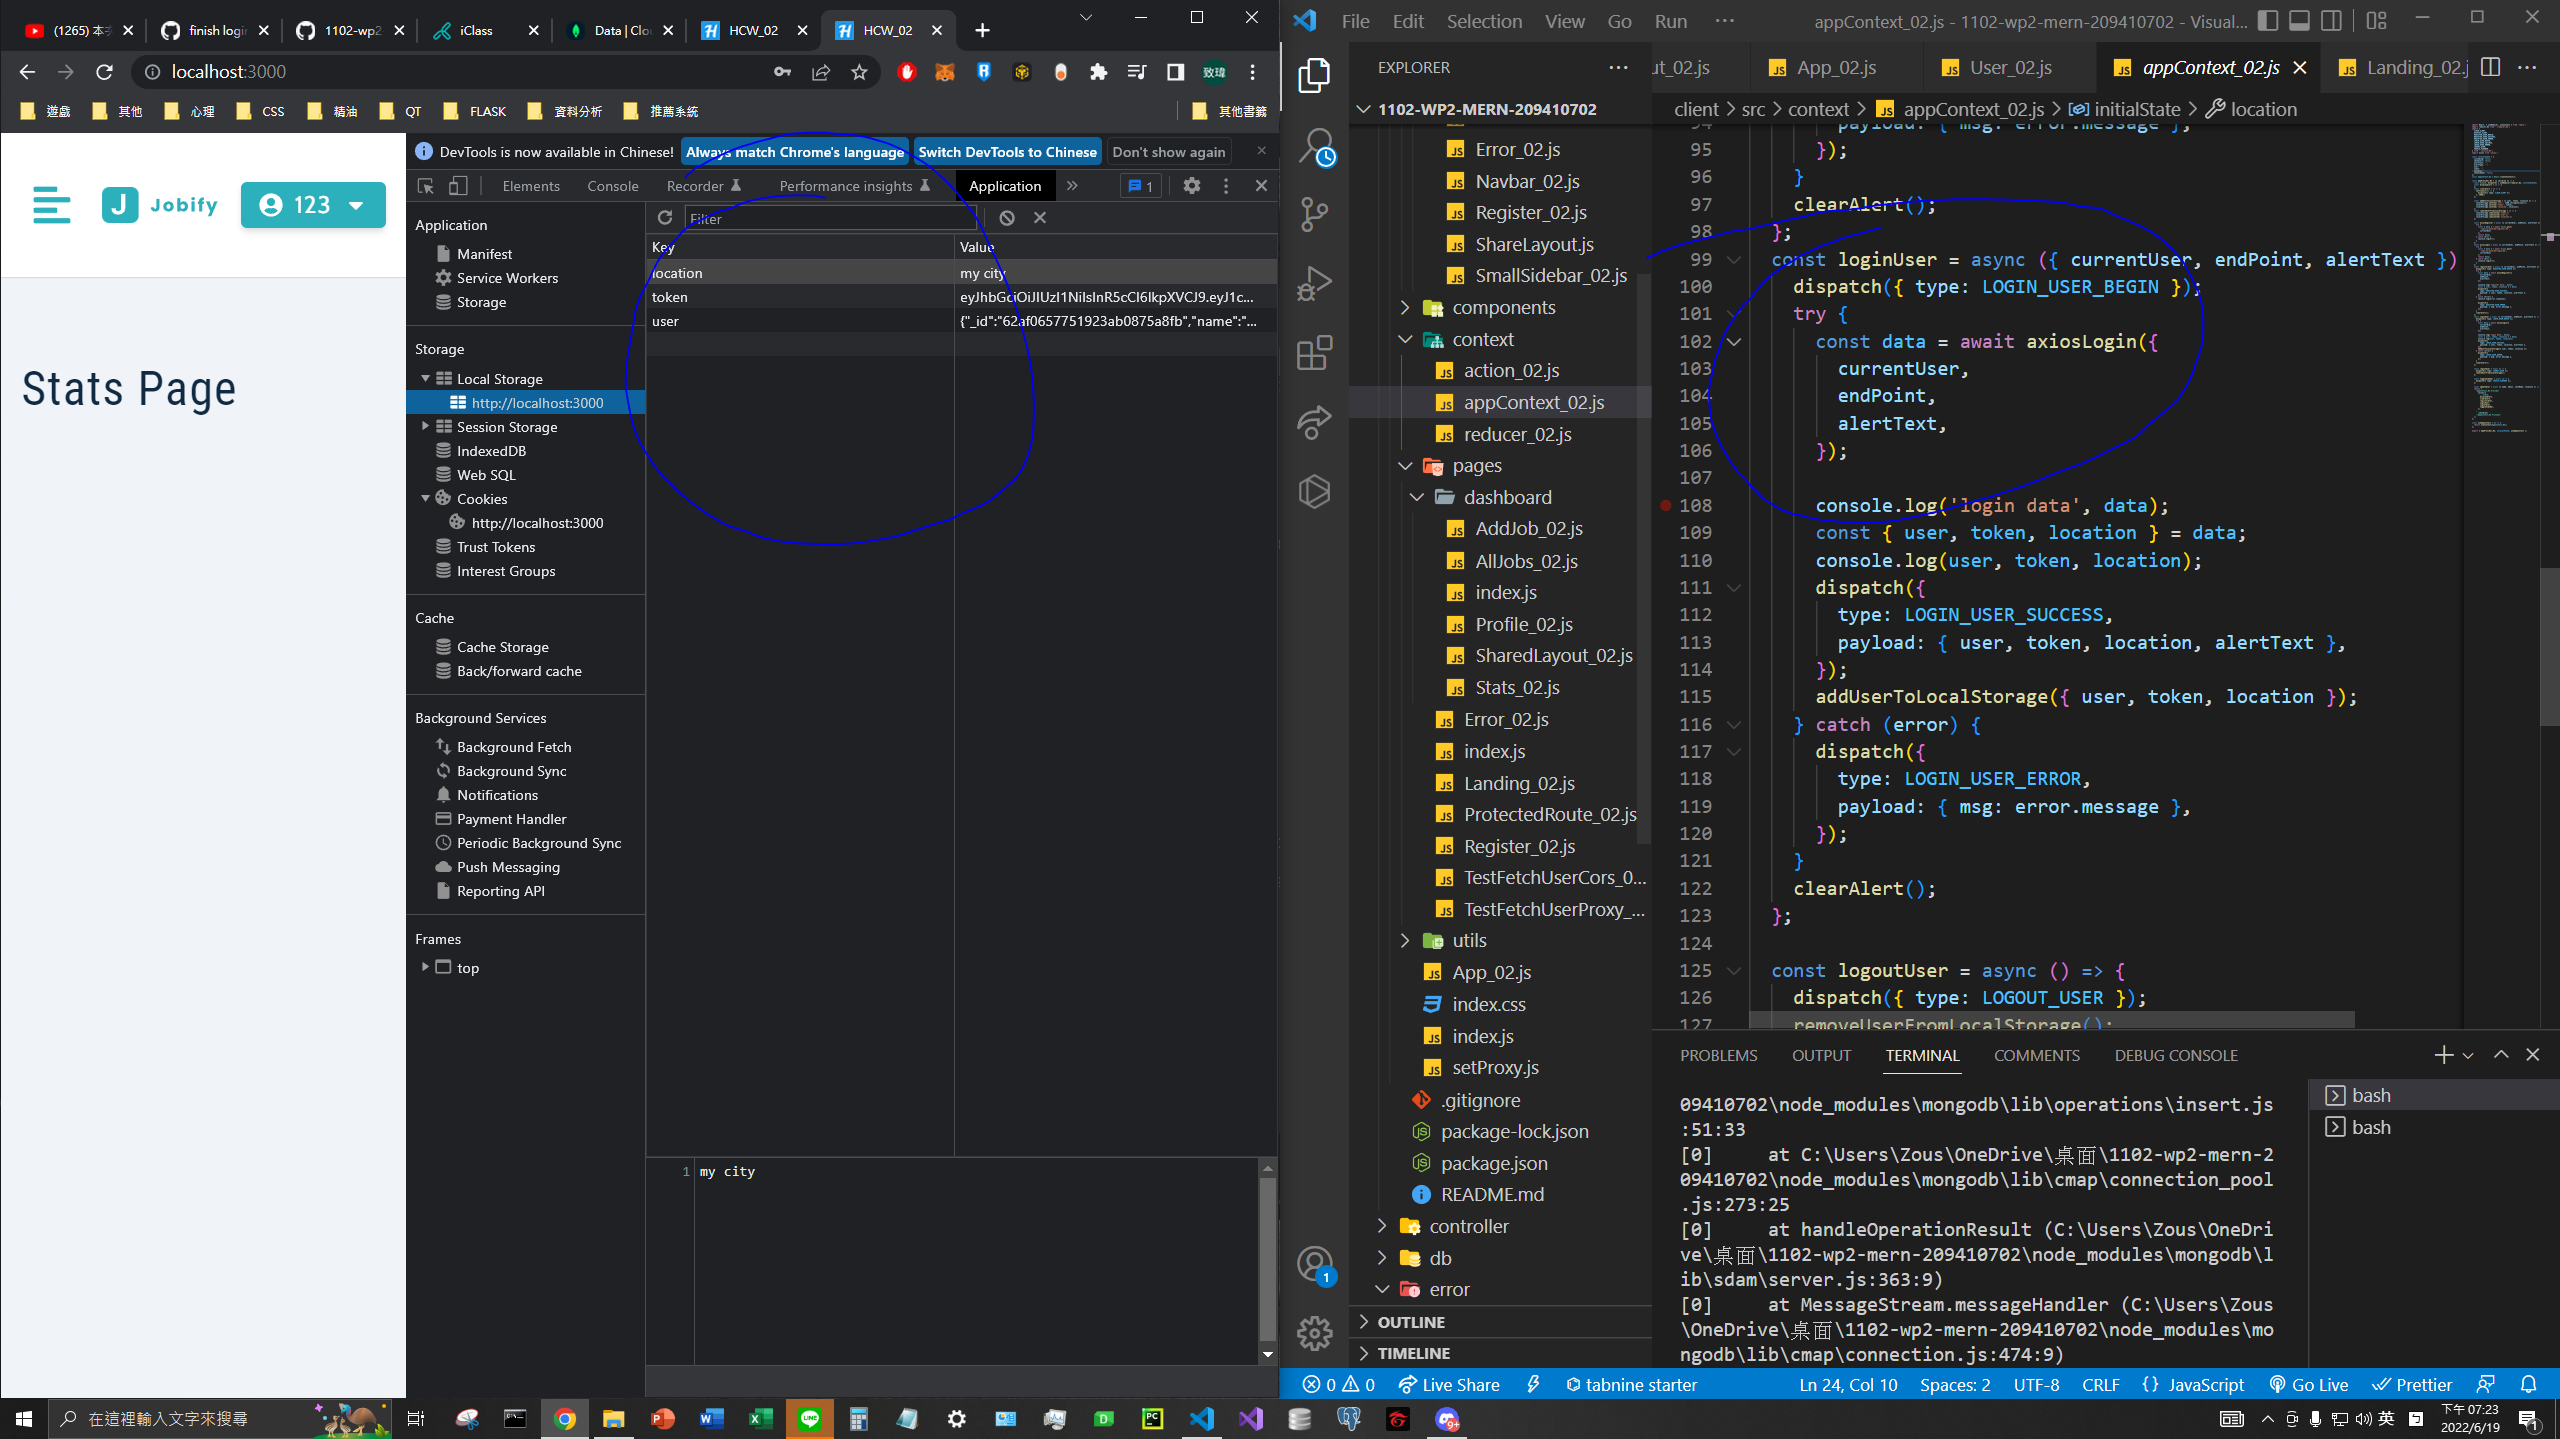 (1265) 本
finish login
1102-wp2
iClass
Data | Clou
HCW_02
HCW_02
localhost:3000
致瑋
遊戲
其他
心理
CSS
精油
QT
FLASK
資料分析
推薦系統
其他書籤
Jobify
123
Stats Page
DevTools is now available in Chinese!
Always match Chrome's language
Switch DevTools to Chinese
Don't show again
Elements
Console
Recorder
Performance insights
Application
1
Application
Manifest
Service Workers
Storage
Storage
Local Storage
http://localhost:3000
Session Storage
IndexedDB
Web SQL
Cookies
http://localhost:3000
Trust Tokens
Interest Groups
Cache
Cache Storage
Back/forward cache
Background Services
Background Fetch
Background Sync
Notifications
Payment Handler
Periodic Background Sync
Push Messaging
Reporting API
Frames
top
Filter
Key Value
location my city
token eyJhbGciOiJIUzI1NiIsInR5cCI6IkpXVCJ9.eyJ1c...
user {"_id":"62af0657751923ab0875a8fb","name":"...
1 my city
File Edit Selection View Go Run ···
appContext_02.js - 1102-wp2-mern-209410702 - Visual...
EXPLORER
1102-WP2-MERN-209410702
Error_02.js
Navbar_02.js
Register_02.js
ShareLayout.js
SmallSidebar_02.js
components
context
action_02.js
appContext_02.js
reducer_02.js
pages
dashboard
AddJob_02.js
AllJobs_02.js
index.js
Profile_02.js
SharedLayout_02.js
Stats_02.js
Error_02.js
index.js
Landing_02.js
ProtectedRoute_02.js
Register_02.js
TestFetchUserCors_0...
TestFetchUserProxy_...
utils
App_02.js
index.css
index.js
setProxy.js
.gitignore
package-lock.json
package.json
README.md
controller
db
error
OUTLINE
TIMELINE
ut_02.js
App_02.js
User_02.js
appContext_02.js
Landing_02.j
client > src > context > appContext_02.js > initialState > location
94 payload: { msg: error.message },
95 });
96 }
97 clearAlert();
98 };
99 const loginUser = async ({ currentUser, endPoint, alertText })
100 dispatch({ type: LOGIN_USER_BEGIN });
101 try {
102 const data = await axiosLogin({
103 currentUser,
104 endPoint,
105 alertText,
106 });
107
108 console.log('login data', data);
109 const { user, token, location } = data;
110 console.log(user, token, location);
111 dispatch({
112 type: LOGIN_USER_SUCCESS,
113 payload: { user, token, location, alertText },
114 });
115 addUserToLocalStorage({ user, token, location });
116 } catch (error) {
117 dispatch({
118 type: LOGIN_USER_ERROR,
119 payload: { msg: error.message },
120 });
121 }
122 clearAlert();
123 };
124
125 const logoutUser = async () => {
126 dispatch({ type: LOGOUT_USER });
127 removeUserFromLocalStorage();
PROBLEMS OUTPUT TERMINAL COMMENTS DEBUG CONSOLE
09410702\node_modules\mongodb\lib\operations\insert.js
:51:33
[0] at C:\Users\Zous\OneDrive\桌面\1102-wp2-mern-2
09410702\node_modules\mongodb\lib\cmap\connection_pool
.js:273:25
[0] at handleOperationResult (C:\Users\Zous\OneDri
ve\桌面\1102-wp2-mern-209410702\node_modules\mongodb\l
ib\sdam\server.js:363:9)
[0] at MessageStream.messageHandler (C:\Users\Zous
\OneDrive\桌面\1102-wp2-mern-209410702\node_modules\mo
ngodb\lib\cmap\connection.js:474:9)
bash
bash
1
0 0 Live Share tabnine starter Ln 24, Col 10 Spaces: 2 UTF-8 CRLF {} JavaScript Go Live Prettier
在這裡輸入文字來搜尋
英
下午 07:23
2022/6/19